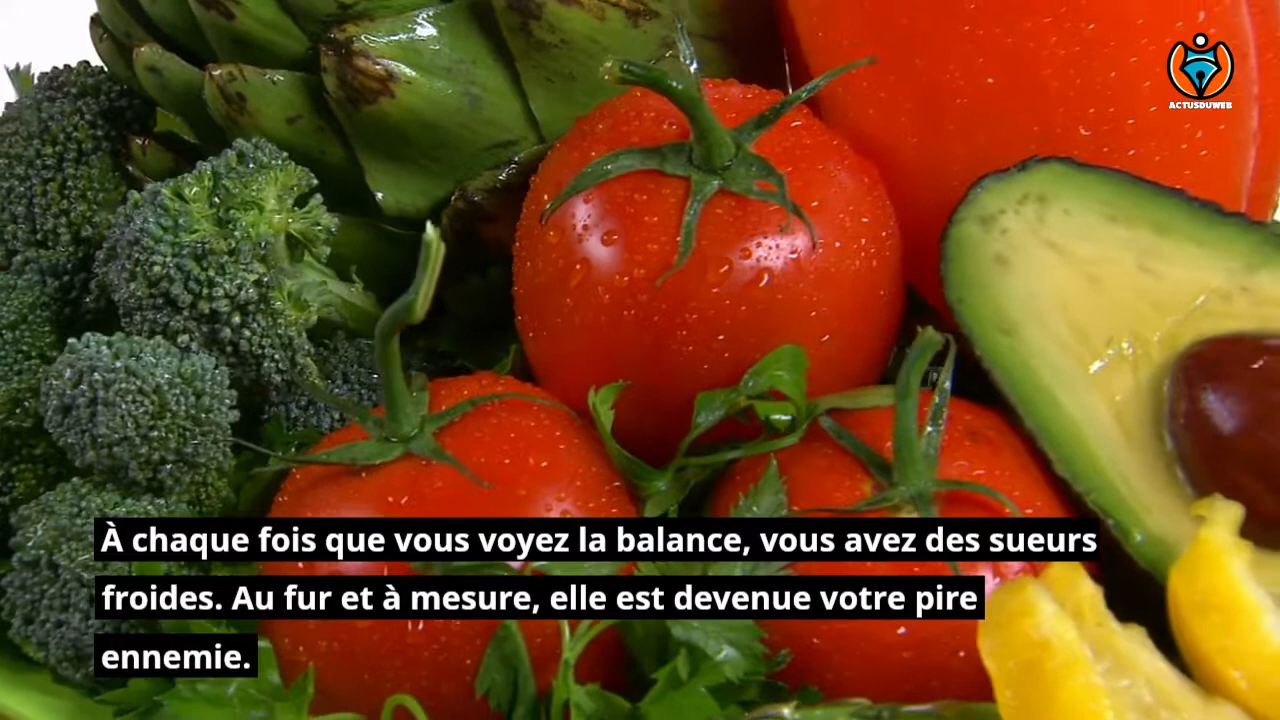 ACTUSDUWEB
À chaque fois que vous voyez la balance, vous avez des sueurs
froides. Au fur et à mesure, elle est devenue votre pire
ennemie.